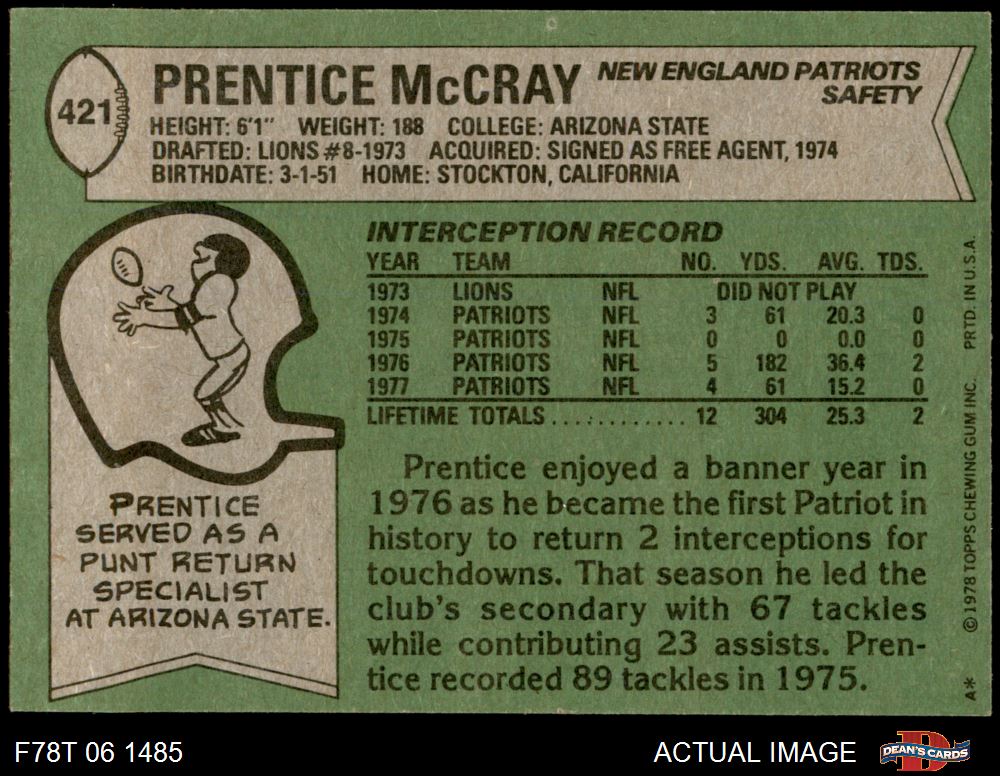 421
PRENTICE McCRAY
NEW ENGLAND PATRIOTS
SAFETY
HEIGHT: 6'1" WEIGHT: 188 COLLEGE: ARIZONA STATE
DRAFTED: LIONS #8-1973 ACQUIRED: SIGNED AS FREE AGENT, 1974
BIRTHDATE: 3-1-51 HOME: STOCKTON, CALIFORNIA
INTERCEPTION RECORD
YEAR TEAM NO. YDS. AVG. TDS.
1973 LIONS NFL DID NOT PLAY
1974 PATRIOTS NFL 3 61 20.3 0
1975 PATRIOTS NFL 0 0 0.0 0
1976 PATRIOTS NFL 5 182 36.4 2
1977 PATRIOTS NFL 4 61 15.2 0
LIFETIME TOTALS............ 12 304 25.3 2
PRENTICE
SERVED AS A
PUNT RETURN
SPECIALIST
AT ARIZONA STATE.
Prentice enjoyed a banner year in
1976 as he became the first Patriot in
history to return 2 interceptions for
touchdowns. That season he led the
club's secondary with 67 tackles
while contributing 23 assists. Pren-
tice recorded 89 tackles in 1975.
A* © 1978 TOPPS CHEWING GUM INC. PRTD. IN U.S.A.
F78T 06 1485
ACTUAL IMAGE
D
DEAN'S CARDS